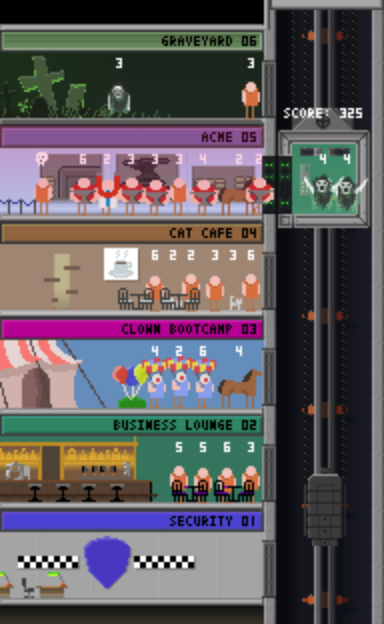 GRAVEYARD 06
3 3
SCORE: 325
ACME 05
6 2 3 3 3 4 2 2
4 4
CAT CAFE 04
6 2 2 3 3 6
CLOWN BOOTCAMP 03
4 2 6 4
BUSINESS LOUNGE 02
5 5 6 3
SECURITY 01